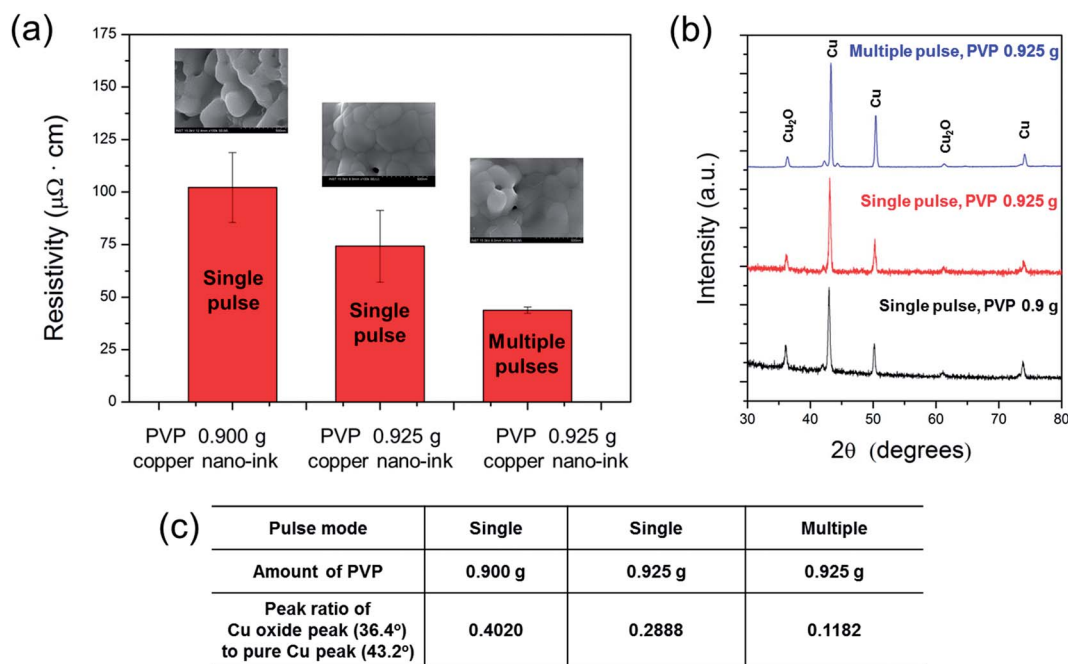 (a)
175
150
125
100
75
50
25
0
Resistivity (μΩ · cm)
Single
pulse
Single
pulse
Multiple
pulses
PVP 0.900 g
copper nano-ink
PVP 0.925 g
copper nano-ink
PVP 0.925 g
copper nano-ink
(b)
Intensity (a.u.)
Multiple pulse, PVP 0.925 g
Cu₂O
Cu
Cu
Cu₂O
Cu
Single pulse, PVP 0.925 g
Single pulse, PVP 0.9 g
30 40 50 60 70 80
2θ (degrees)
(c)
Pulse mode Single Single Multiple
Amount of PVP 0.900 g 0.925 g 0.925 g
Peak ratio of
Cu oxide peak (36.4º)
to pure Cu peak (43.2º)
0.4020 0.2888 0.1182